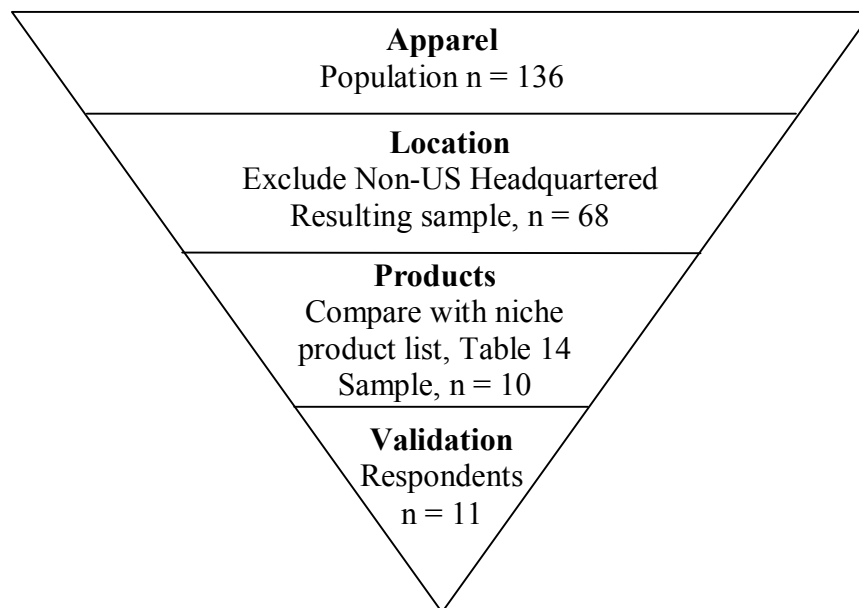 Apparel
Population n = 136
Location
Exclude Non-US Headquartered
Resulting sample, n = 68
Products
Compare with niche
product list, Table 14
Sample, n = 10
Validation
Respondents
n = 11